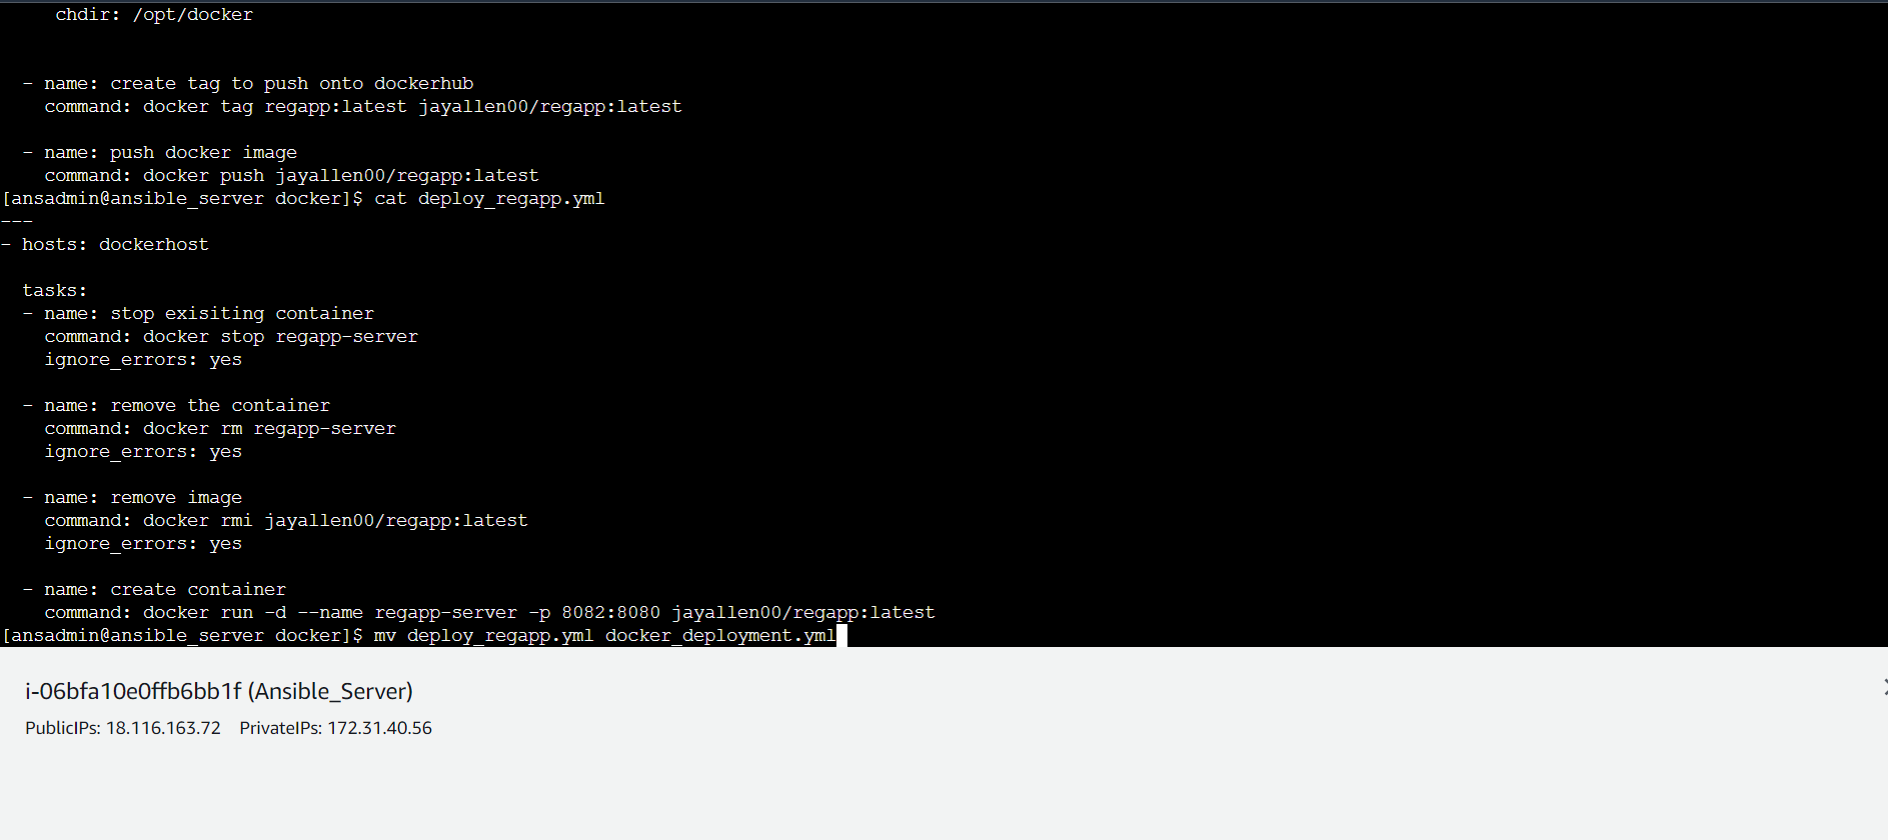 chdir: /opt/docker
- name: create tag to push onto dockerhub
command: docker tag regapp:latest jayallen00/regapp:latest
- name: push docker image
command: docker push jayallen00/regapp:latest
[ansadmin@ansible_server docker]$ cat deploy_regapp.yml
---
- hosts: dockerhost
tasks:
- name: stop exisiting container
command: docker stop regapp-server
ignore_errors: yes
- name: remove the container
command: docker rm regapp-server
ignore_errors: yes
- name: remove image
command: docker rmi jayallen00/regapp:latest
ignore_errors: yes
- name: create container
command: docker run -d --name regapp-server -p 8082:8080 jayallen00/regapp:latest
[ansadmin@ansible_server docker]$ mv deploy_regapp.yml docker_deployment.yml
i-06bfa10e0ffb6bb1f (Ansible_Server)
PublicIPs: 18.116.163.72 PrivateIPs: 172.31.40.56